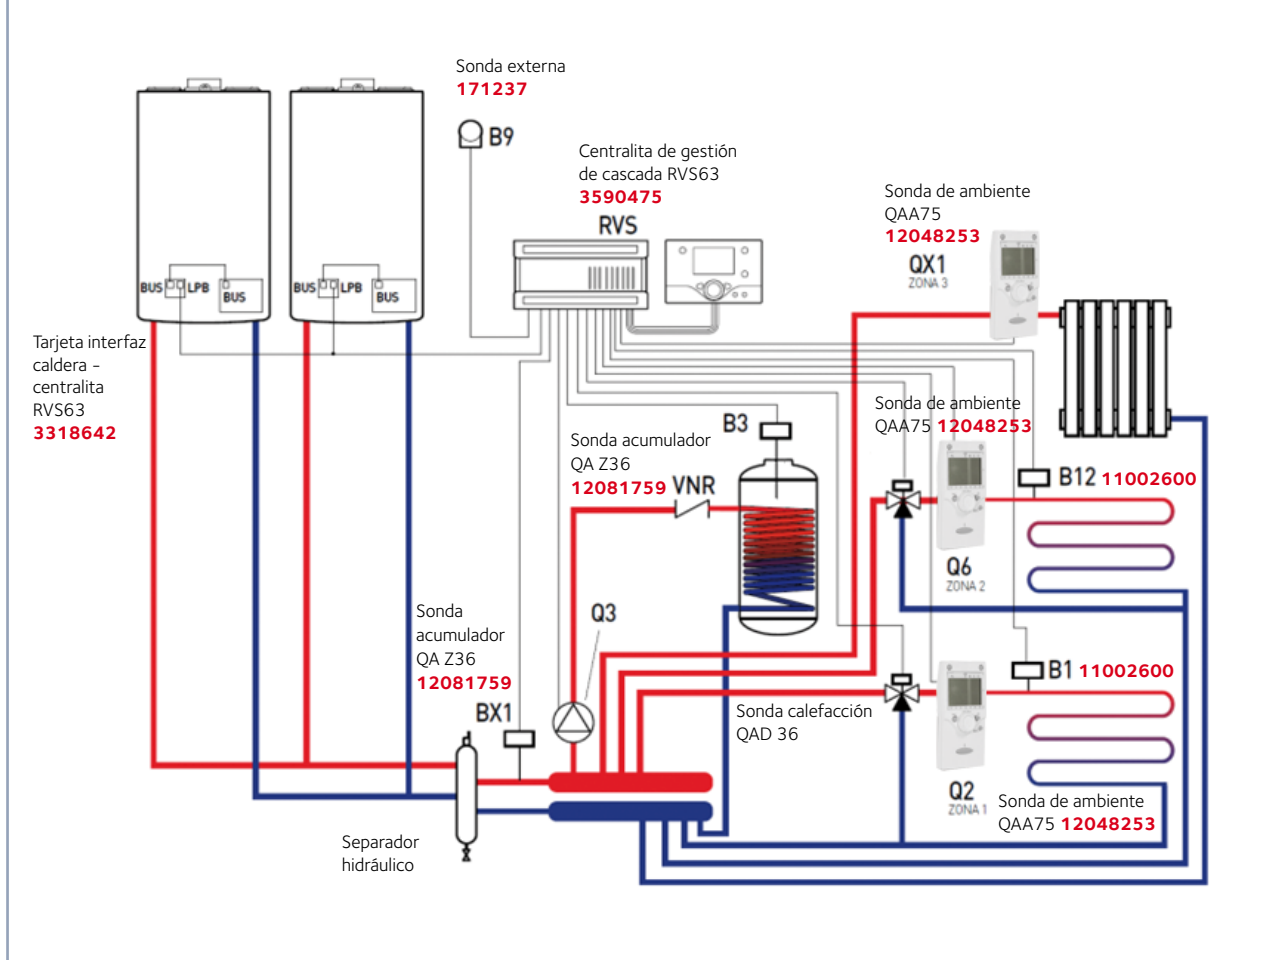 Sonda externa
171237
B9
Centralita de gestión
de cascada RVS63
3590475
RVS
Sonda de ambiente
QAA75
12048253
QX1
ZONA 3
BUS LPB
BUS
BUS LPB
BUS
Tarjeta interfaz
caldera -
centralita
RVS63
3318642
Sonda de ambiente
QAA75 12048253
B3
Sonda acumulador
QA Z36
12081759 VNR
B12 11002600
Q6
ZONA 2
Sonda
acumulador
QA Z36
12081759
Q3
B1 11002600
BX1
Sonda calefacción
QAD 36
Q2
ZONA 1
Sonda de ambiente
QAA75 12048253
Separador
hidráulico